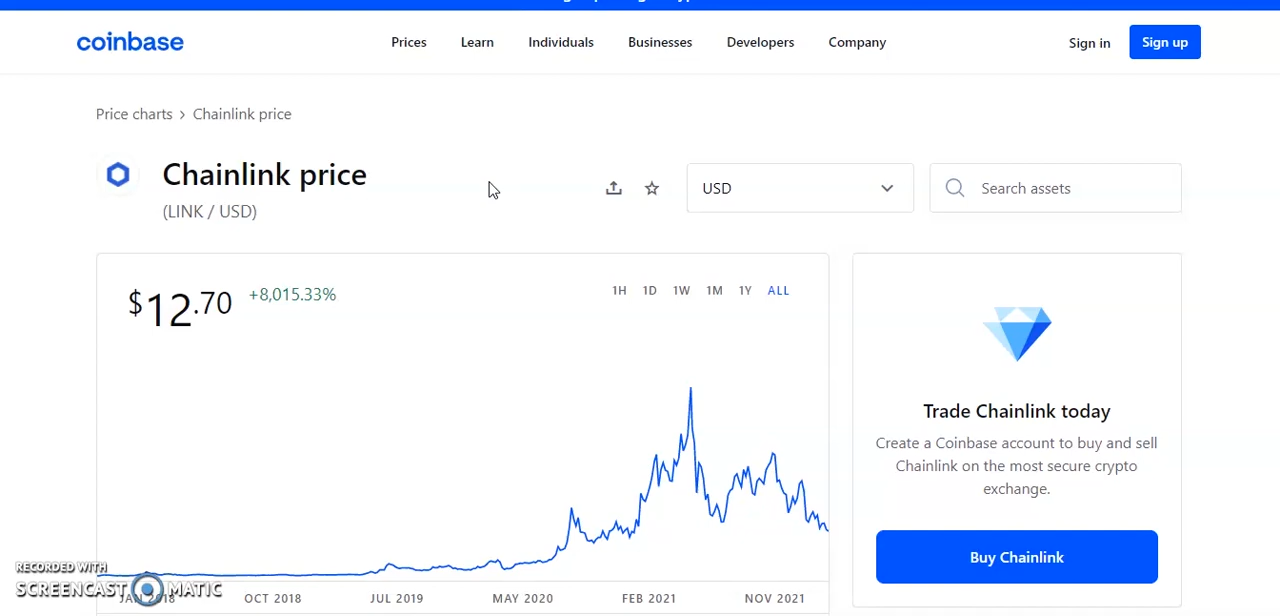 coinbase
Prices Learn Individuals Businesses Developers Company
Sign in
Sign up
Price charts > Chainlink price
Chainlink price
(LINK / USD)
USD
Search assets
$12.70 +8,015.33%
1H 1D 1W 1M 1Y ALL
Trade Chainlink today
Create a Coinbase account to buy and sell
Chainlink on the most secure crypto
exchange.
Buy Chainlink
RECORDED WITH
SCREENCAST MATIC
JAN 2018 OCT 2018 JUL 2019 MAY 2020 FEB 2021 NOV 2021